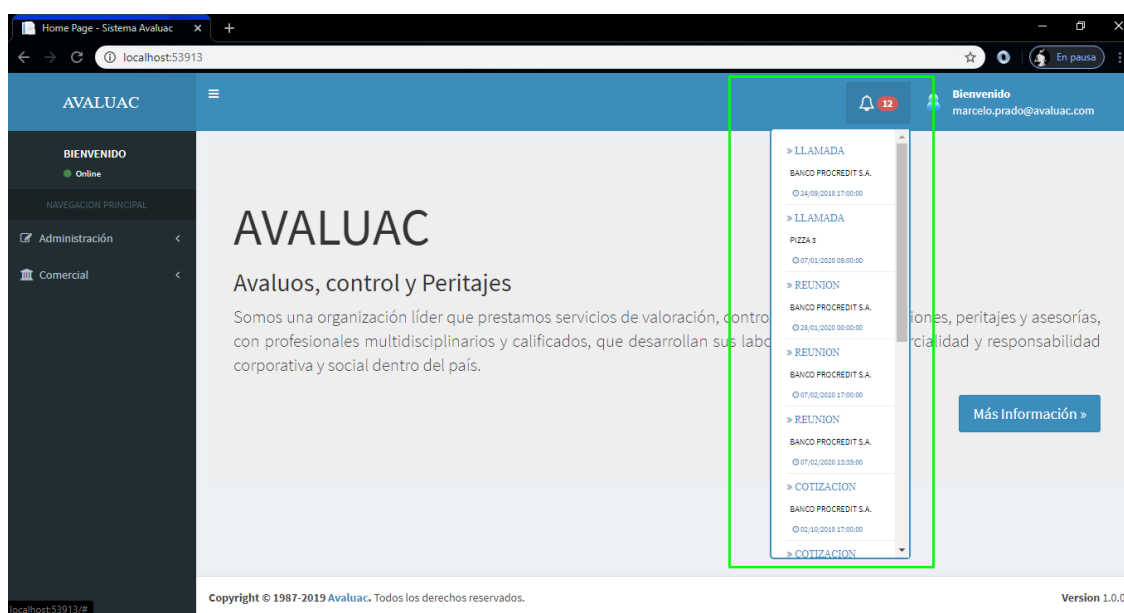 Home Page - Sistema Avaluac
localhost:53913
En pausa
AVALUAC
12
Bienvenido
marcelo.prado@avaluac.com
BIENVENIDO
Online
NAVEGACION PRINCIPAL
Administración
Comercial
AVALUAC
Avaluos, control y Peritajes
Somos una organización líder que prestamos servicios de valoración, contro iones, peritajes y asesorías,
con profesionales multidisciplinarios y calificados, que desarrollan sus labo rcialidad y responsabilidad
corporativa y social dentro del país.
Más Información »
» LLAMADA
BANCO PROCREDIT S.A.
24/09/2018 17:00:00
» LLAMADA
PIZZA 3
07/01/2020 09:00:00
» REUNION
BANCO PROCREDIT S.A.
28/01/2020 00:00:00
» REUNION
BANCO PROCREDIT S.A.
07/02/2020 17:00:00
» REUNION
BANCO PROCREDIT S.A.
07/02/2020 13:35:00
» COTIZACION
BANCO PROCREDIT S.A.
02/10/2018 17:00:00
» COTIZACION
Copyright © 1987-2019 Avaluac. Todos los derechos reservados.
Version 1.0.0
localhost:53913/#